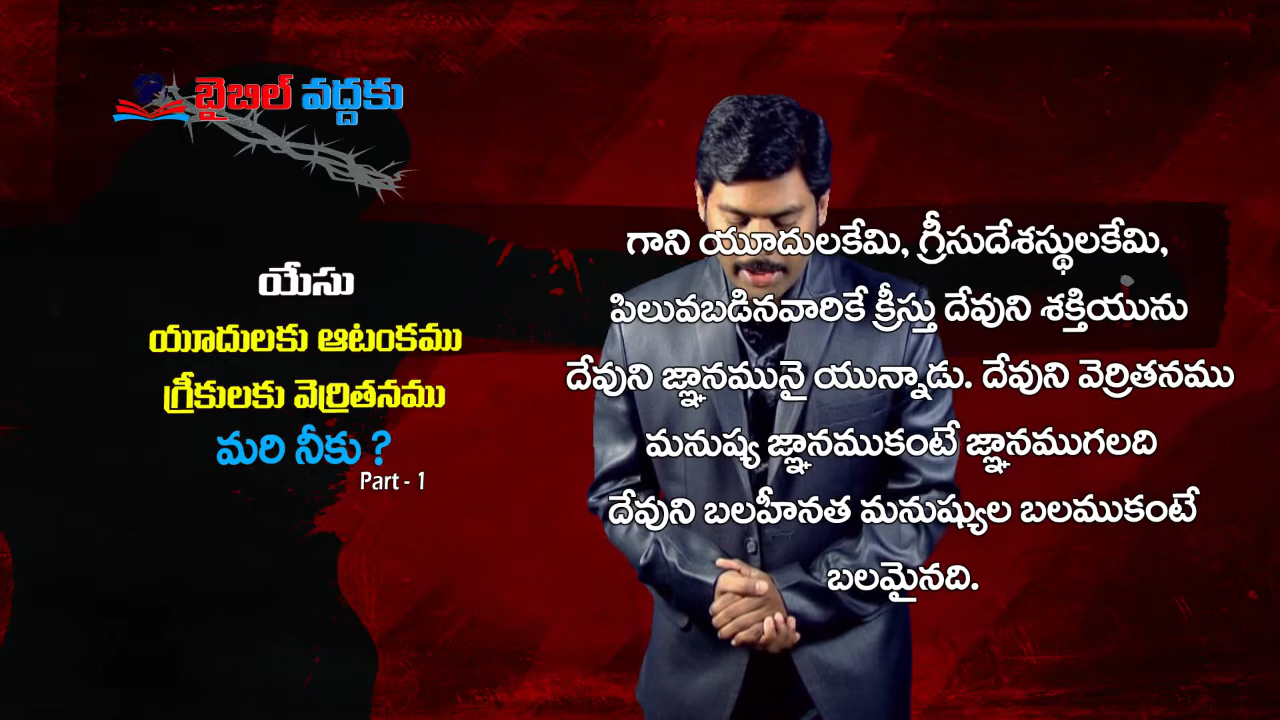 బైబిల్ వద్దకు
యేసు
యూదులకు ఆటంకము
గ్రీకులకు వెర్రితనము
మరి నీకు ?
Part - 1
గాని యూదులకేమి, గ్రీసుదేశస్థులకేమి,
పిలువబడినవారికే క్రీస్తు దేవుని శక్తియును
దేవుని జ్ఞానమునై యున్నాడు. దేవుని వెర్రితనము
మనుష్య జ్ఞానముకంటే జ్ఞానముగలది
దేవుని బలహీనత మనుష్యుల బలముకంటే
బలమైనది.